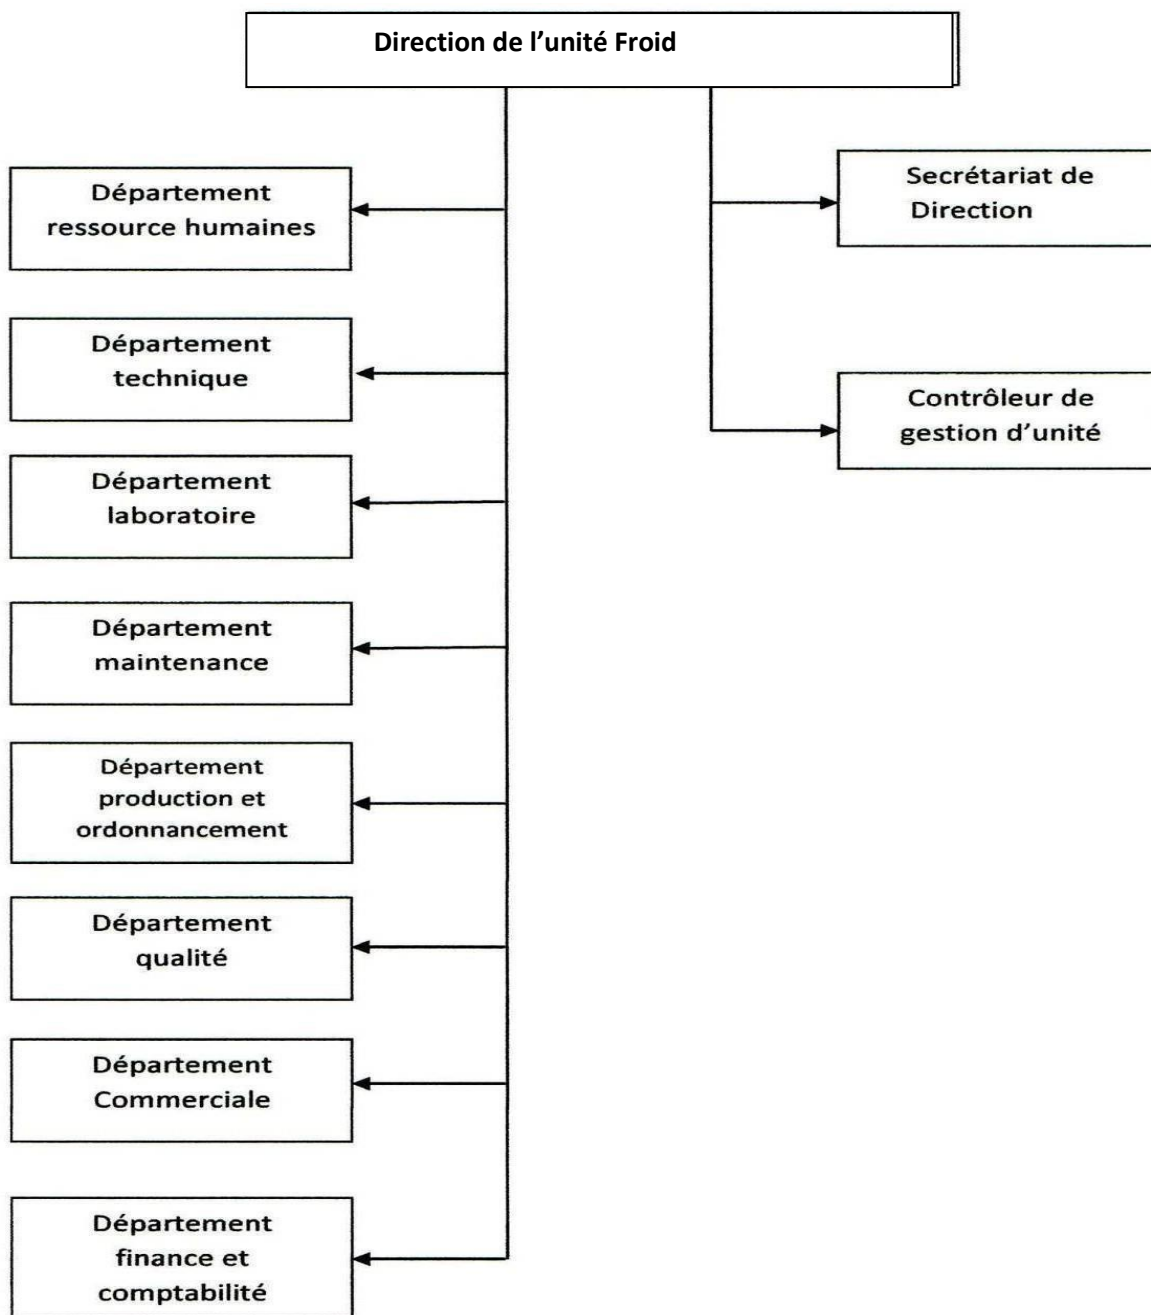 Direction de l’unité Froid
Département
ressource humaines
Secrétariat de
Direction
Département
technique
Contrôleur de
gestion d’unité
Département
laboratoire
Département
maintenance
Département
production et
ordonnancement
Département
qualité
Département
Commerciale
Département
finance et
comptabilité